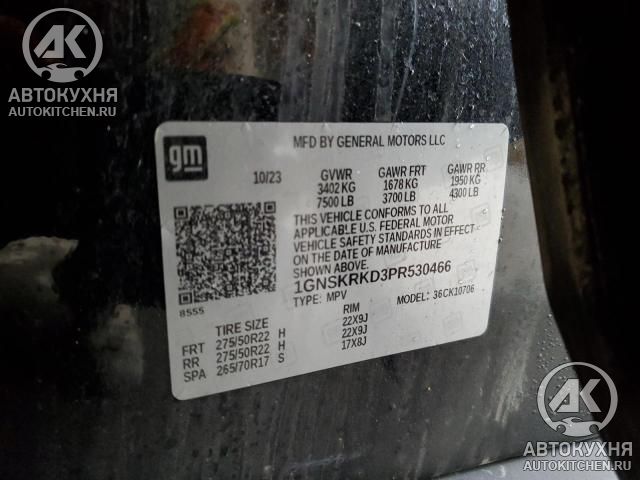 AK
АВТОКУХНЯ
AUTOKITCHEN.RU
gm
MFD BY GENERAL MOTORS LLC
10/23 GVWR GAWR FRT GAWR RR
3402 KG 1678 KG 1950 KG
7500 LB 3700 LB 4300 LB
THIS VEHICLE CONFORMS TO ALL
APPLICABLE U.S. FEDERAL MOTOR
VEHICLE SAFETY STANDARDS IN EFFECT
ON THE DATE OF MANUFACTURE
SHOWN ABOVE.
1GNSKRKD3PR530466
8555 TYPE: MPV MODEL: 36CK10706
TIRE SIZE RIM
FRT 275/50R22 H 22X9J
RR 275/50R22 H 22X9J
SPA 265/70R17 S 17X8J
AK
АВТОКУХНЯ
AUTOKITCHEN.RU